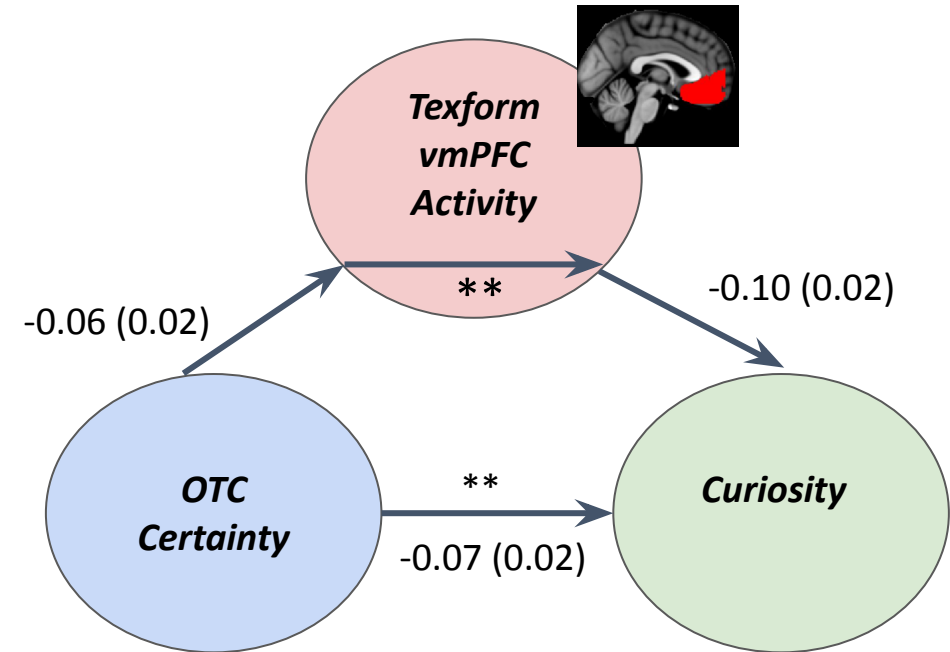 Texform
vmPFC
Activity
**
-0.06 (0.02)
-0.10 (0.02)
OTC
Certainty
**
-0.07 (0.02)
Curiosity